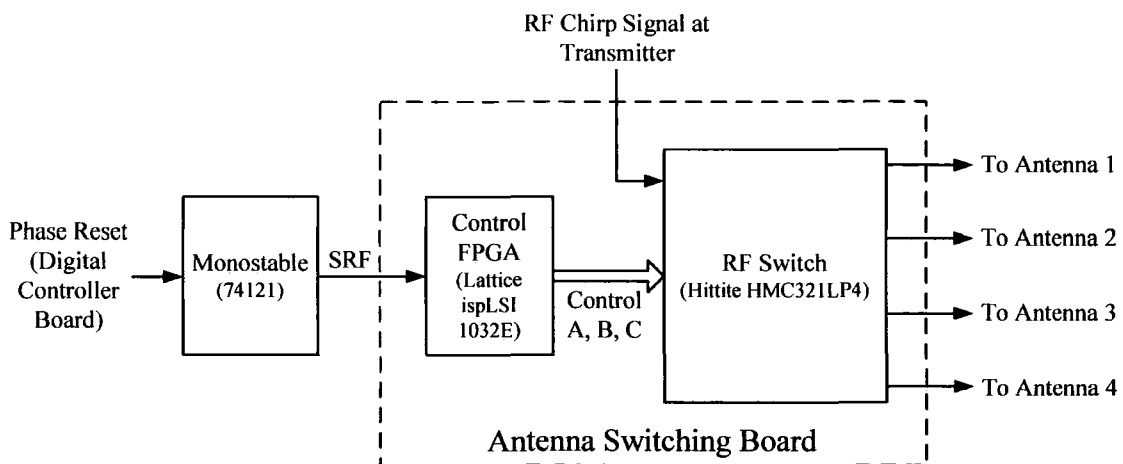 RF Chirp Signal at
Transmitter
Phase Reset
(Digital
Controller
Board)
Monostable
(74121)
SRF
Control
FPGA
(Lattice
ispLSI
1032E)
Control
A, B, C
RF Switch
(Hittite HMC321LP4)
To Antenna 1
To Antenna 2
To Antenna 3
To Antenna 4
Antenna Switching Board